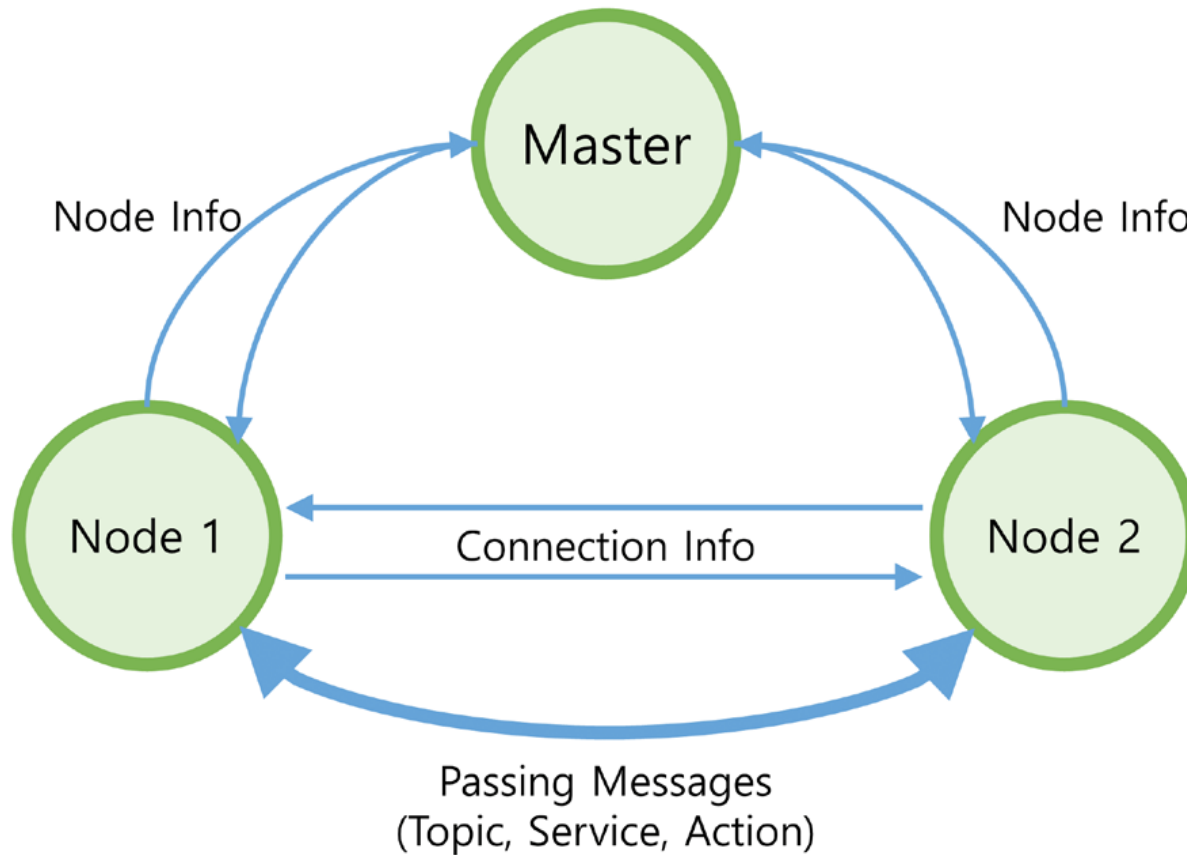 Master
Node Info
Node Info
Node 1
Connection Info
Node 2
Passing Messages
(Topic, Service, Action)